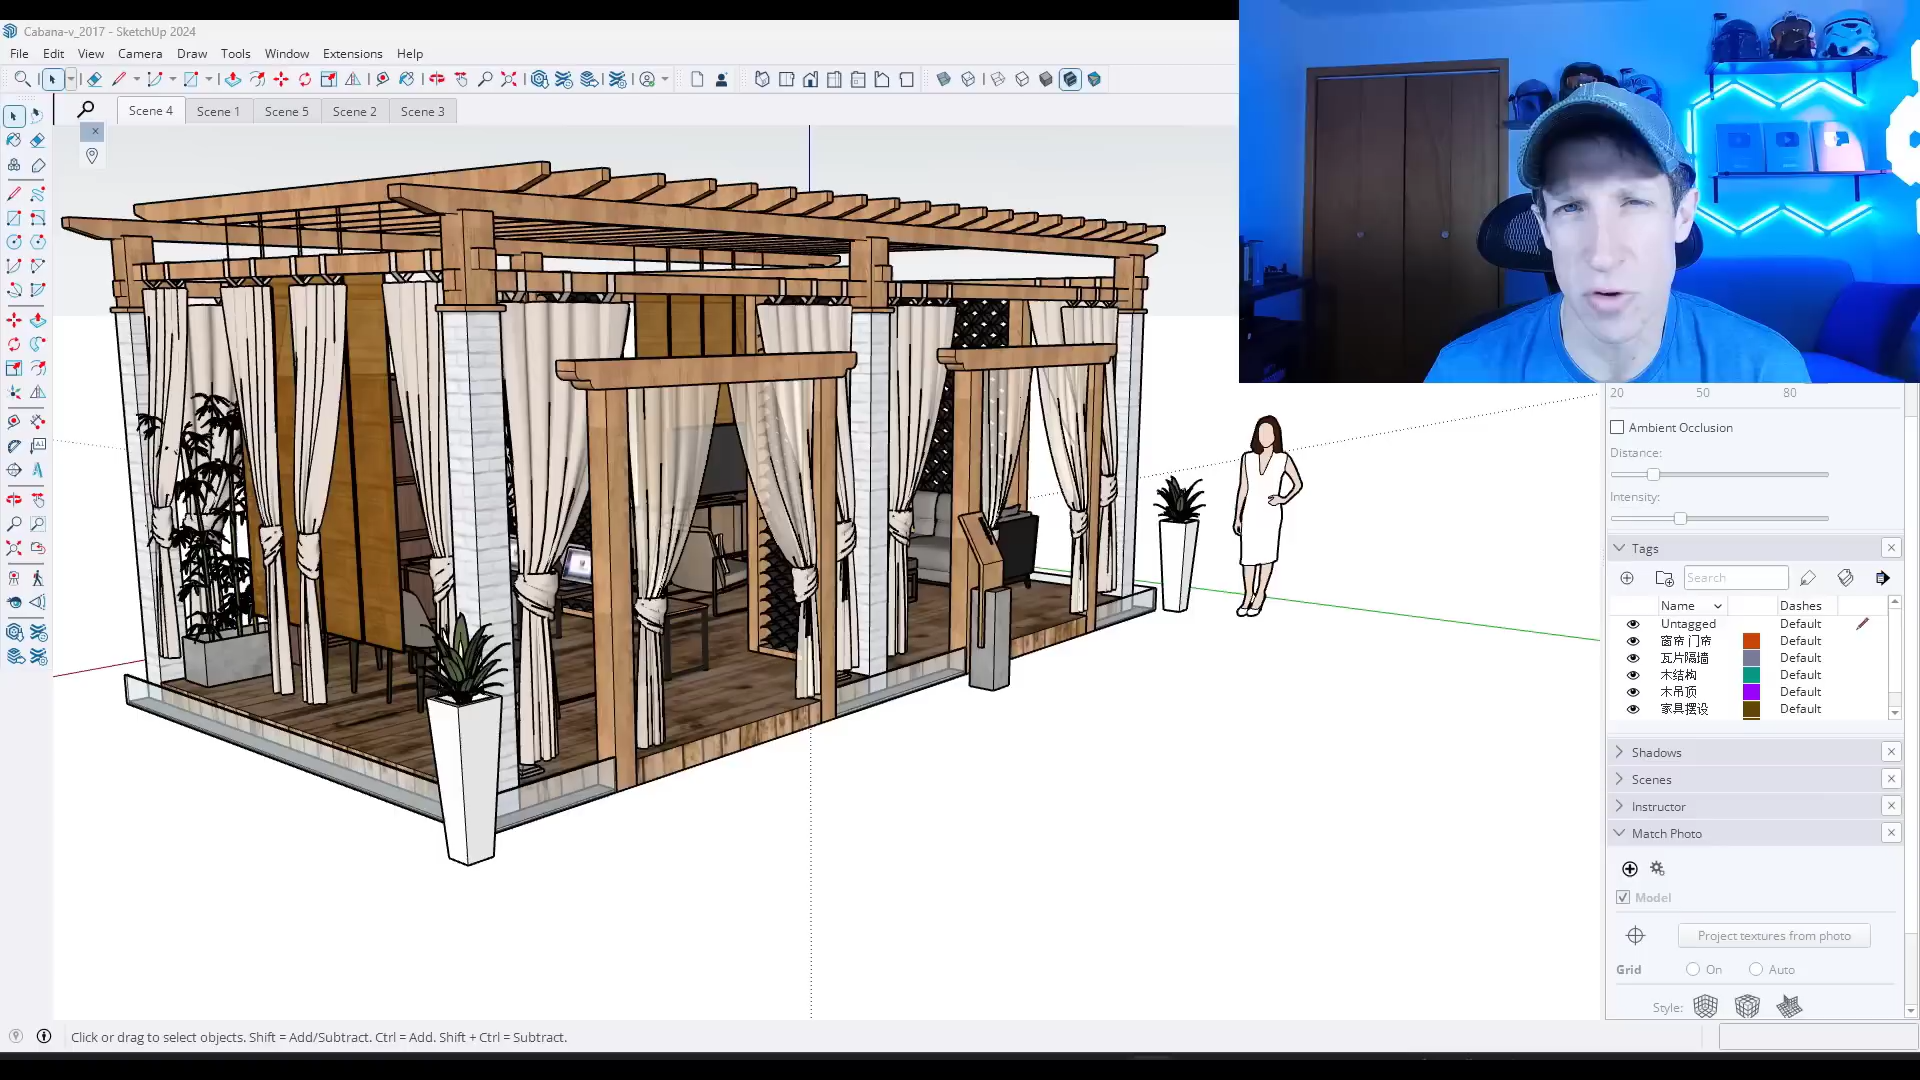 Cabana-v_2017 - SketchUp 2024
File Edit View Camera Draw Tools Window Extensions Help
Scene 4 Scene 1 Scene 5 Scene 2 Scene 3
20 50 80
Ambient Occlusion
Distance:
Intensity:
Tags
Search
Name Dashes
Untagged Default
窗帘 门帘 Default
瓦片隔墙 Default
木结构 Default
木吊顶 Default
家具摆设 Default
Shadows
Scenes
Instructor
Match Photo
Model
Project textures from photo
Grid On Auto
Style:
Click or drag to select objects. Shift = Add/Subtract. Ctrl = Add. Shift + Ctrl = Subtract.